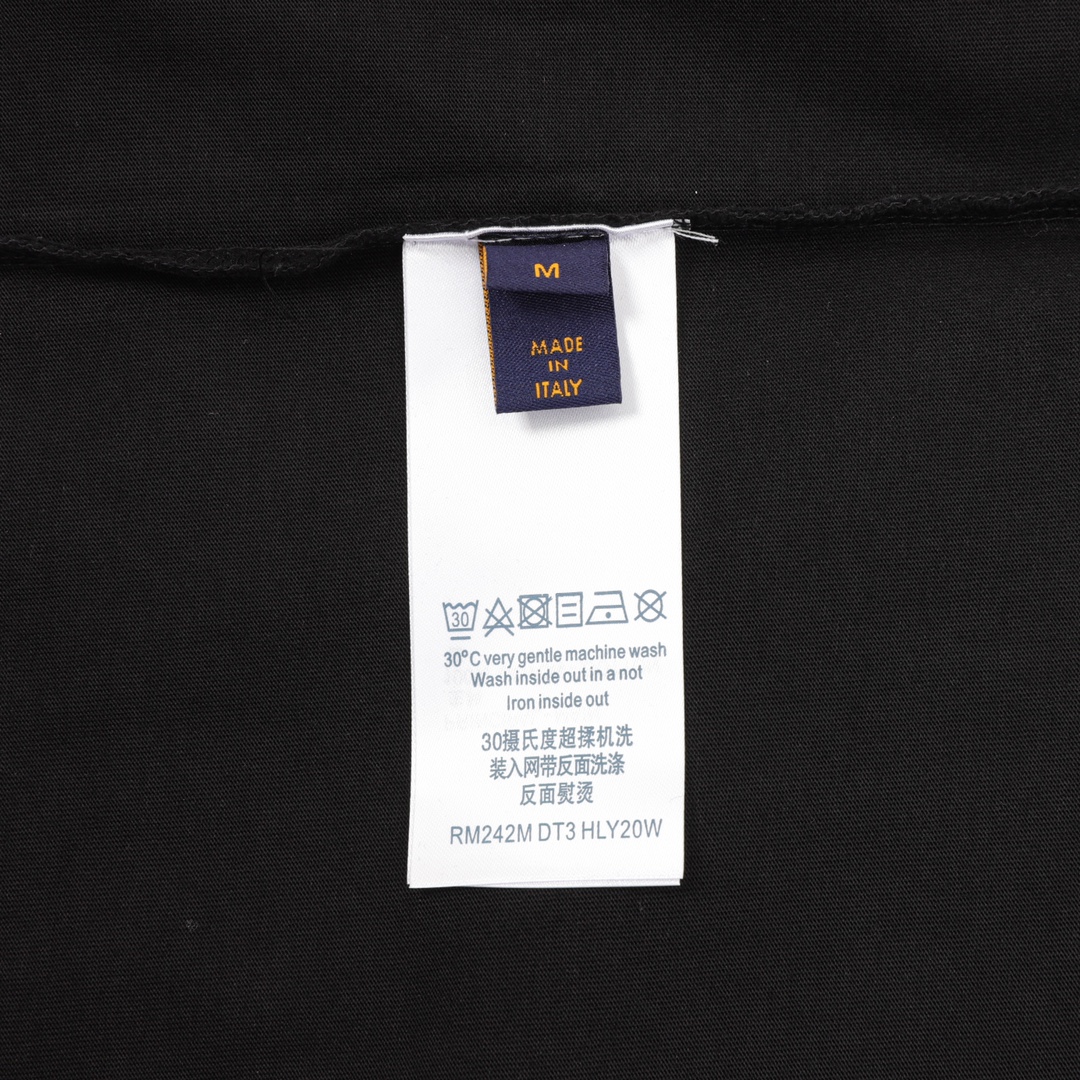 M
MADE
IN
ITALY
30
30°C very gentle machine wash
Wash inside out in a not
Iron inside out
30摄氏度超揉机洗
装入网带反面洗涤
反面熨烫
RM242M DT3 HLY20W